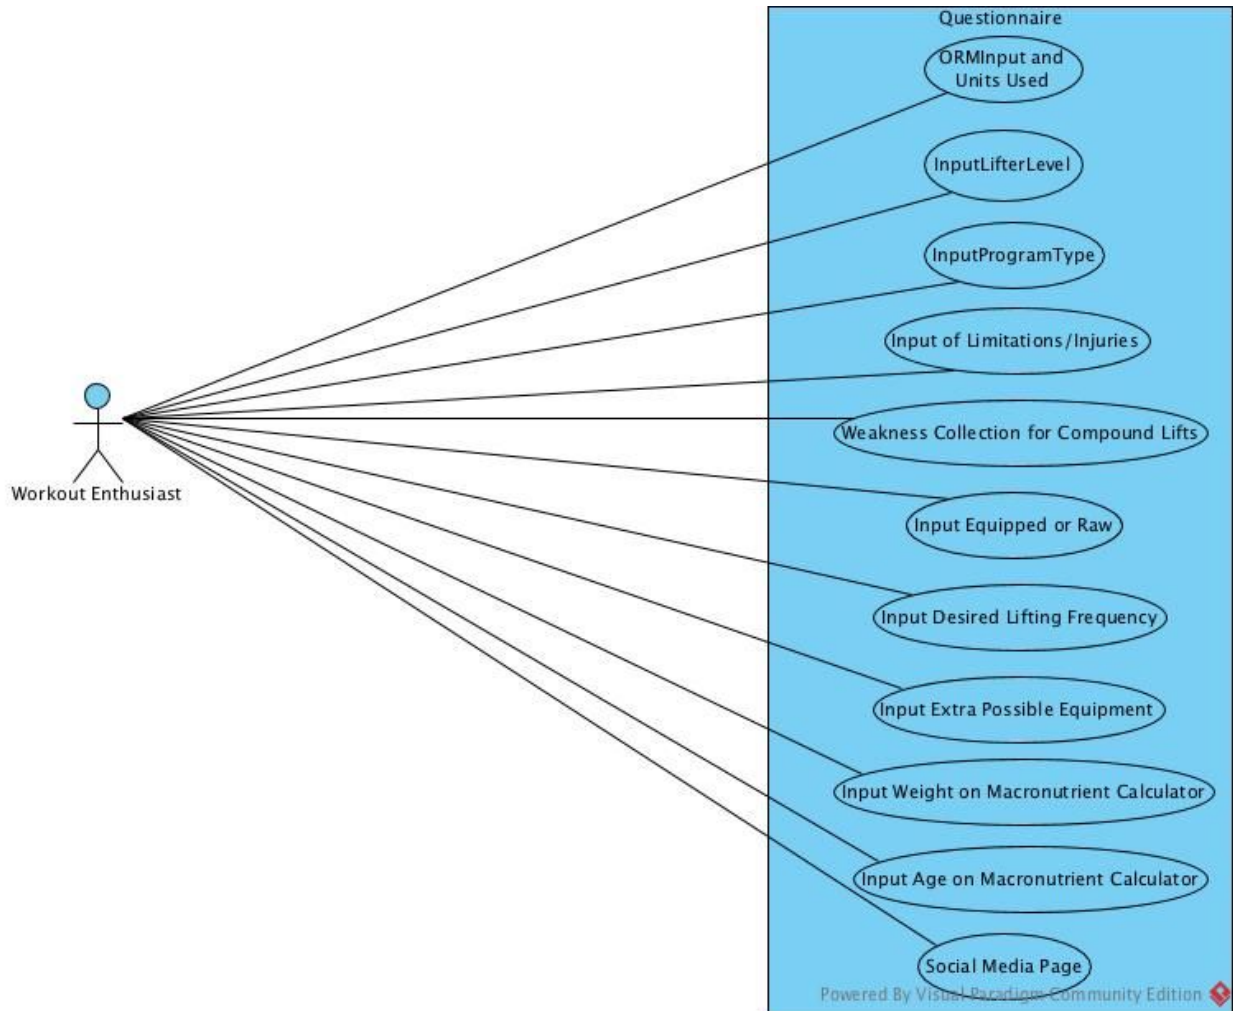 Questionnaire
ORMInput and
Units Used
InputLifterLevel
InputProgramType
Input of Limitations/Injuries
Weakness Collection for Compound Lifts
Workout Enthusiast
Input Equipped or Raw
Input Desired Lifting Frequency
Input Extra Possible Equipment
Input Weight on Macronutrient Calculator
Input Age on Macronutrient Calculator
Social Media Page
Powered By Visual Paradigm Community Edition